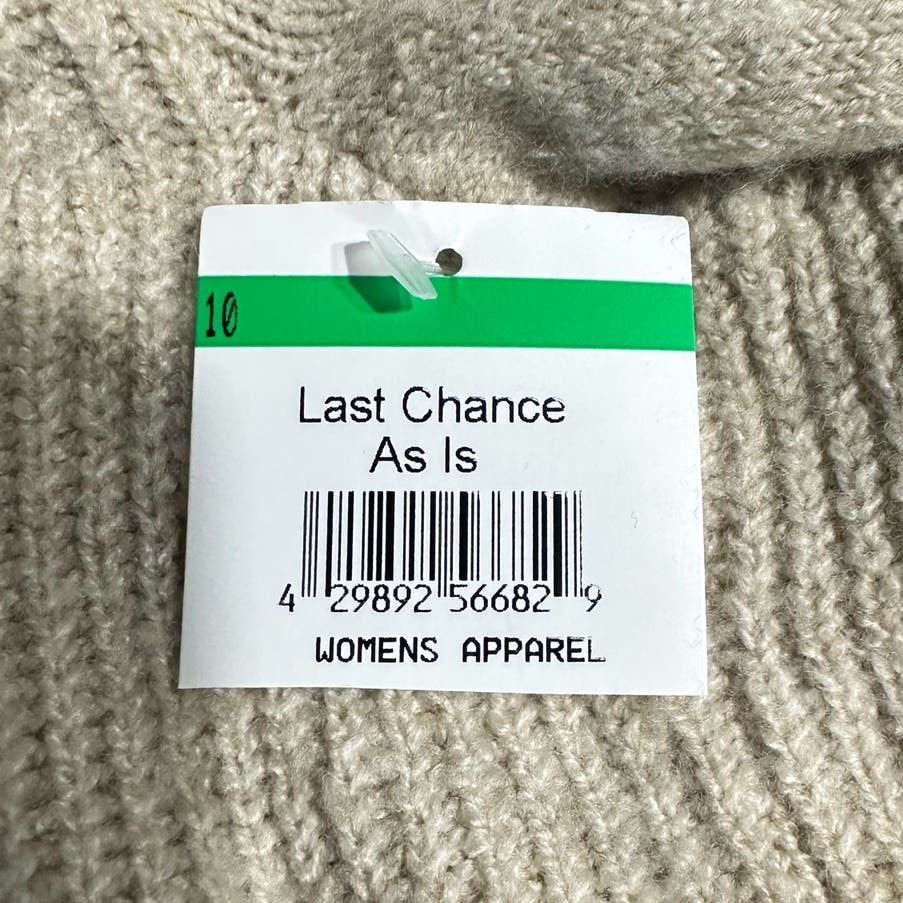 10
Last Chance
As Is
4 29892 56682 9
WOMENS APPAREL